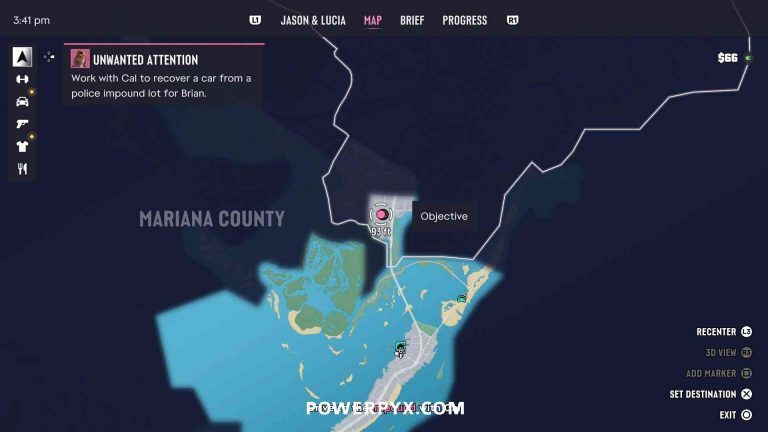 3:41 pm
L1 JASON & LUCIA MAP BRIEF PROGRESS R1
UNWANTED ATTENTION
Work with Cal to recover a car from a
police impound lot for Brian.
$66
MARIANA COUNTY
Objective
93 ft
RECENTER L3
3D VIEW R3
ADD MARKER
SET DESTINATION
EXIT
POWERPYX.COM